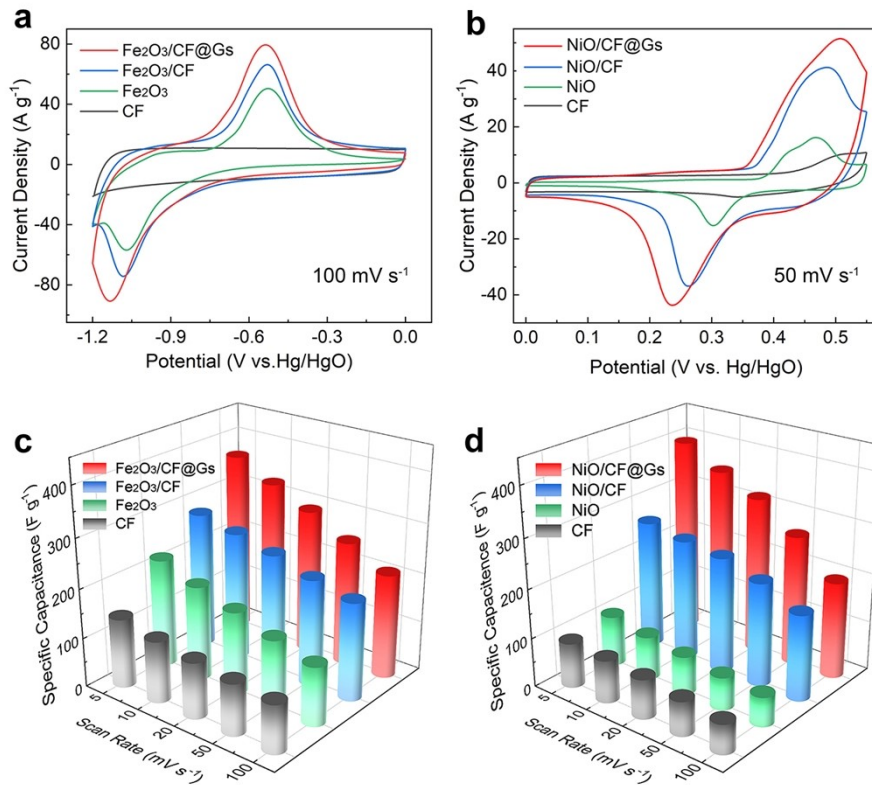 a
80
40
0
-40
-80
Current Density (A g⁻¹)
Fe₂O₃/CF@Gs
Fe₂O₃/CF
Fe₂O₃
CF
100 mV s⁻¹
-1.2 -0.9 -0.6 -0.3 0.0
Potential (V vs.Hg/HgO)
b
40
20
0
-20
-40
Current Density (A g⁻¹)
NiO/CF@Gs
NiO/CF
NiO
CF
50 mV s⁻¹
0.0 0.1 0.2 0.3 0.4 0.5
Potential (V vs. Hg/HgO)
c
Fe₂O₃/CF@Gs
Fe₂O₃/CF
Fe₂O₃
CF
400
300
200
100
0
Specific Capacitance (F g⁻¹)
5 10 20 50 100
Scan Rate (mV s⁻¹)
d
NiO/CF@Gs
NiO/CF
NiO
CF
400
300
200
100
0
Specific Capacitence (F g⁻¹)
5 10 20 50 100
Scan Rate (mV s⁻¹)